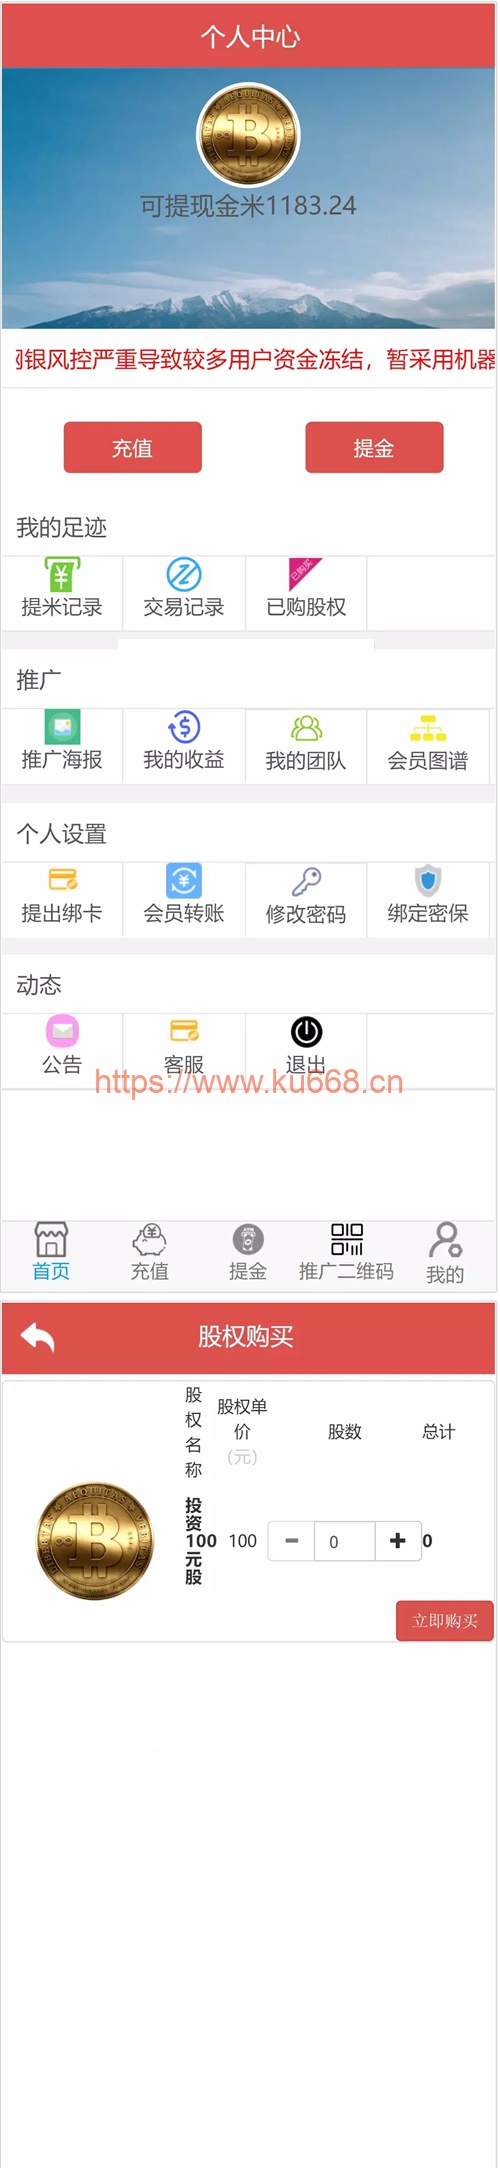 个人中心
可提现金米1183.24
网银风控严重导致较多用户资金冻结，暂采用机器
充值
提金
我的足迹
提米记录
交易记录
已购买
已购股权
推广
推广海报
我的收益
我的团队
会员图谱
个人设置
提出绑卡
会员转账
修改密码
绑定密保
动态
公告
客服
退出
https://www.ku668.cn
首页
充值
提金
推广二维码
我的
股权购买
股
权
名
称
股权单
价
(元)
股数
总计
投
资
100
元
股
100
0
0
立即购买